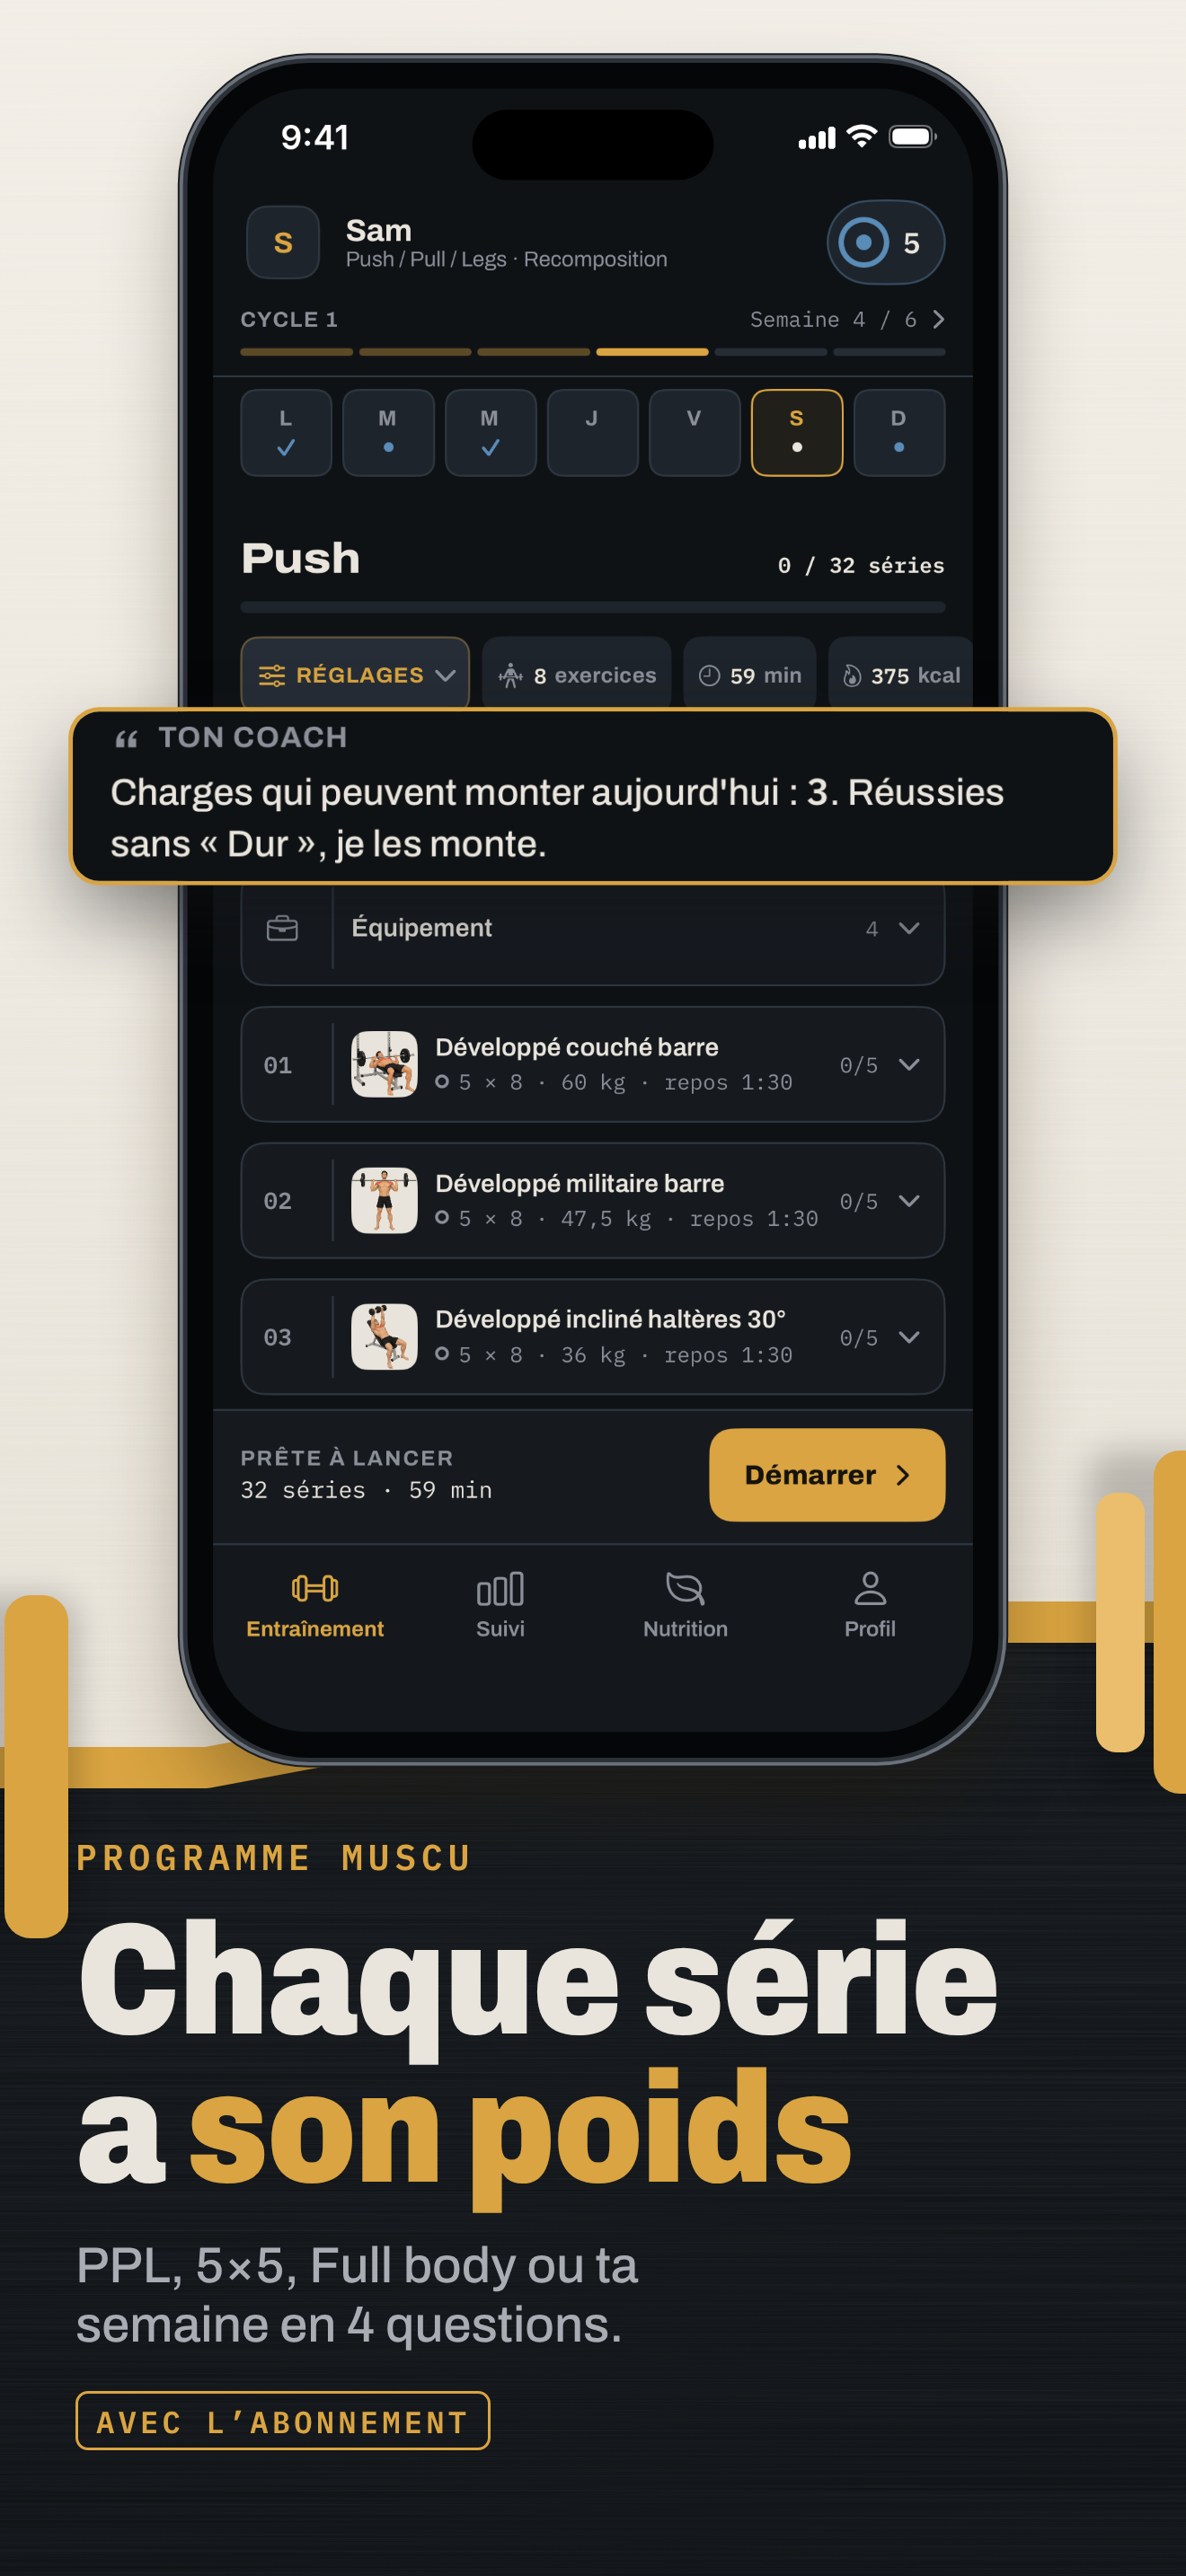 9:41
S
Sam
Push / Pull / Legs · Recomposition
5
CYCLE 1
Semaine 4 / 6
L M M J V S D
Push
0 / 32 séries
RÉGLAGES
8 exercices
59 min
375 kcal
“ TON COACH
Charges qui peuvent monter aujourd'hui : 3. Réussies
sans « Dur », je les monte.
Équipement
4
01
Développé couché barre
5 × 8 · 60 kg · repos 1:30
0/5
02
Développé militaire barre
5 × 8 · 47,5 kg · repos 1:30
0/5
03
Développé incliné haltères 30°
5 × 8 · 36 kg · repos 1:30
0/5
PRÊTE À LANCER
32 séries · 59 min
Démarrer
Entraînement
Suivi
Nutrition
Profil
PROGRAMME MUSCU
Chaque série
a son poids
PPL, 5×5, Full body ou ta
semaine en 4 questions.
AVEC L’ABONNEMENT